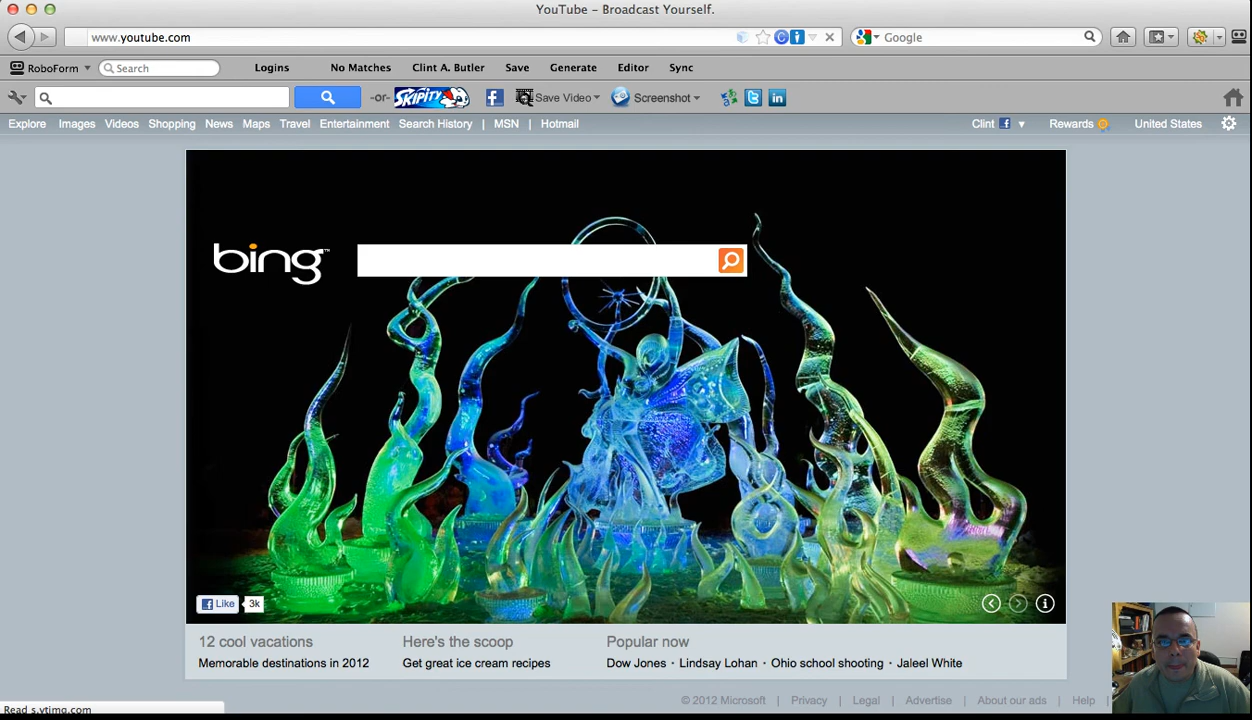 YouTube – Broadcast Yourself.
www.youtube.com
Google
RoboForm Search Logins No Matches Clint A. Butler Save Generate Editor Sync
-or- SKIPITY Save Video Screenshot
Explore Images Videos Shopping News Maps Travel Entertainment Search History | MSN | Hotmail Clint Rewards United States
bing™
Like 3k
12 cool vacations Here's the scoop Popular now
Memorable destinations in 2012 Get great ice cream recipes Dow Jones · Lindsay Lohan · Ohio school shooting · Jaleel White
© 2012 Microsoft | Privacy | Legal | Advertise | About our ads | Help |
Read s.ytimg.com